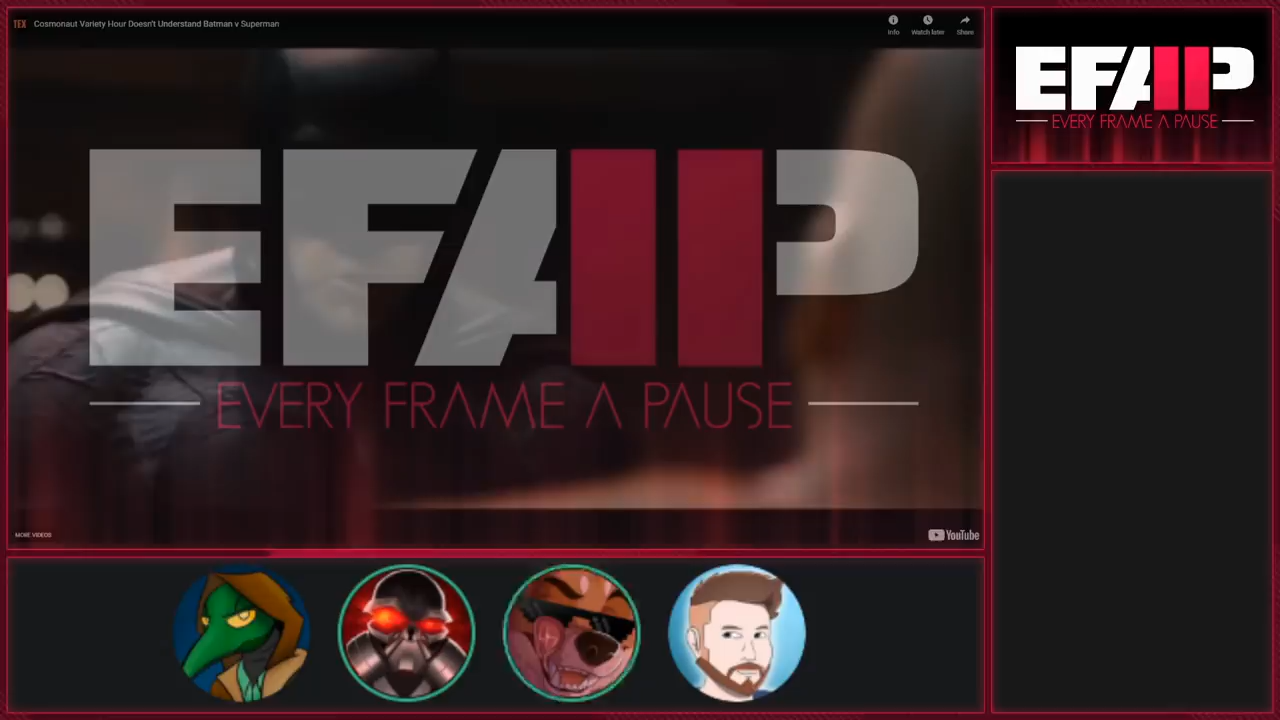 TEX Cosmonaut Variety Hour Doesn't Understand Batman v Superman
Info
Watch later
Share
EFAP
EVERY FRAME A PAUSE
MORE VIDEOS
YouTube
EFAP
EVERY FRAME A PAUSE